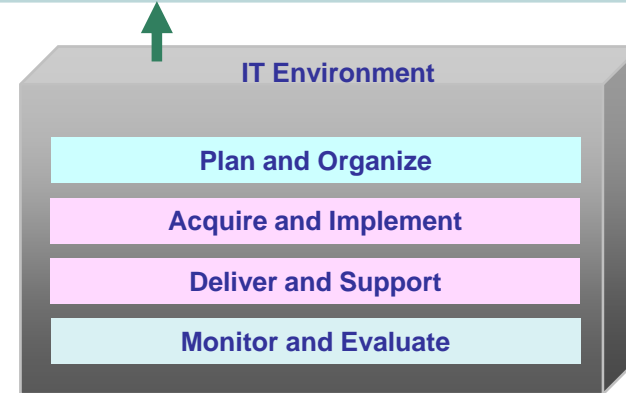 IT Environment
Plan and Organize
Acquire and Implement
Deliver and Support
Monitor and Evaluate